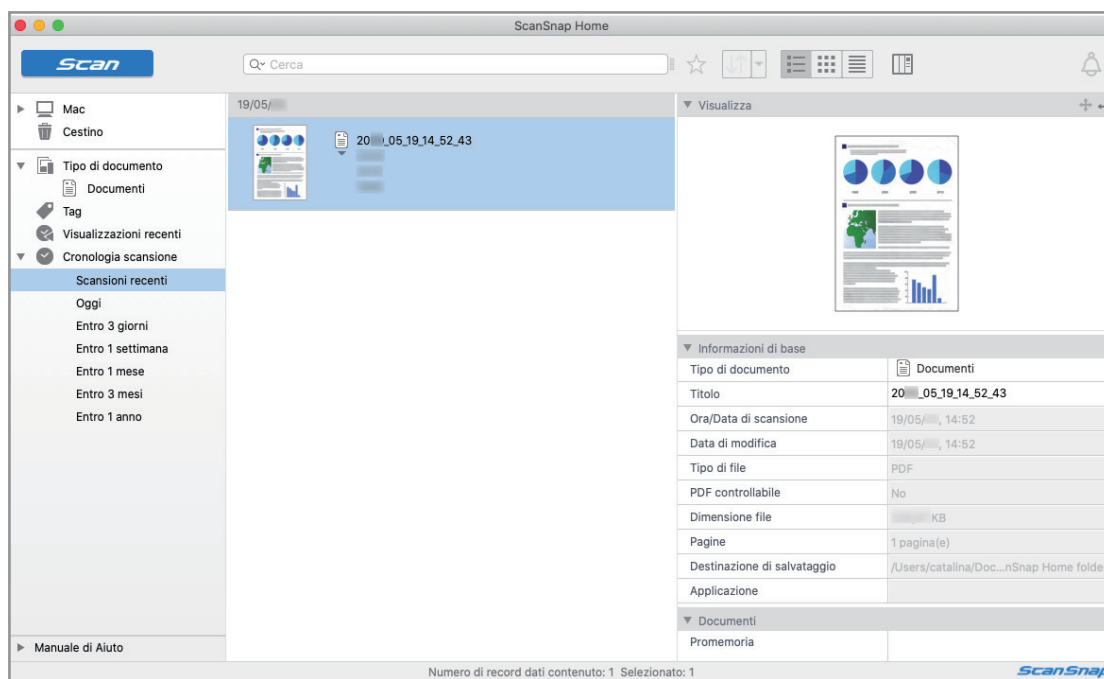 ScanSnap Home
Scan
Cerca
Mac
Cestino
Tipo di documento
Documenti
Tag
Visualizzazioni recenti
Cronologia scansione
Scansioni recenti
Oggi
Entro 3 giorni
Entro 1 settimana
Entro 1 mese
Entro 3 mesi
Entro 1 anno
Manuale di Aiuto
19/05/
20 _05_19_14_52_43
Visualizza
Informazioni di base
Tipo di documento Documenti
Titolo 20 _05_19_14_52_43
Ora/Data di scansione 19/05/ , 14:52
Data di modifica 19/05/ , 14:52
Tipo di file PDF
PDF controllabile No
Dimensione file KB
Pagine 1 pagina(e)
Destinazione di salvataggio /Users/catalina/Doc...nSnap Home folde
Applicazione
Documenti
Promemoria
Numero di record dati contenuto: 1 Selezionato: 1
ScanSnap